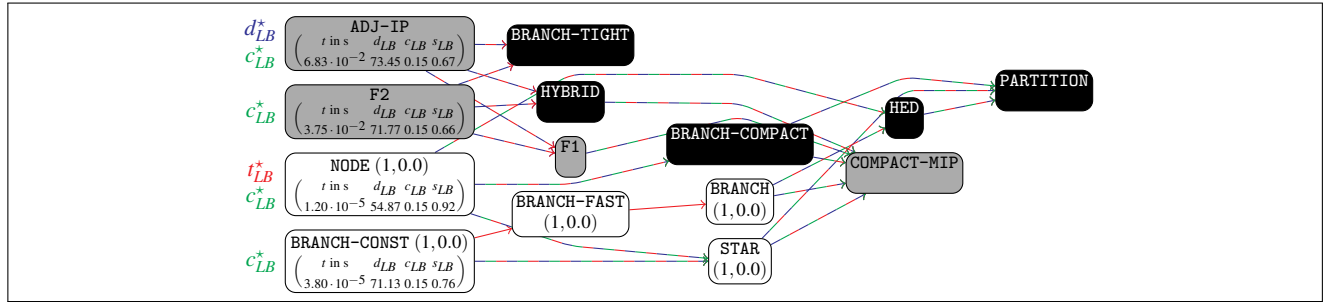 d⋆LB
c⋆LB
ADJ-IP
t in s dLB cLB sLB
6.83·10−2 73.45 0.15 0.67
c⋆LB
F2
t in s dLB cLB sLB
3.75·10−2 71.77 0.15 0.66
t⋆LB
c⋆LB
NODE (1,0.0)
t in s dLB cLB sLB
1.20·10−5 54.87 0.15 0.92
c⋆LB
BRANCH-CONST (1,0.0)
t in s dLB cLB sLB
3.80·10−5 71.13 0.15 0.76
BRANCH-TIGHT
HYBRID
F1
BRANCH-FAST
(1,0.0)
BRANCH-COMPACT
BRANCH
(1,0.0)
STAR
(1,0.0)
HED
COMPACT-MIP
PARTITION